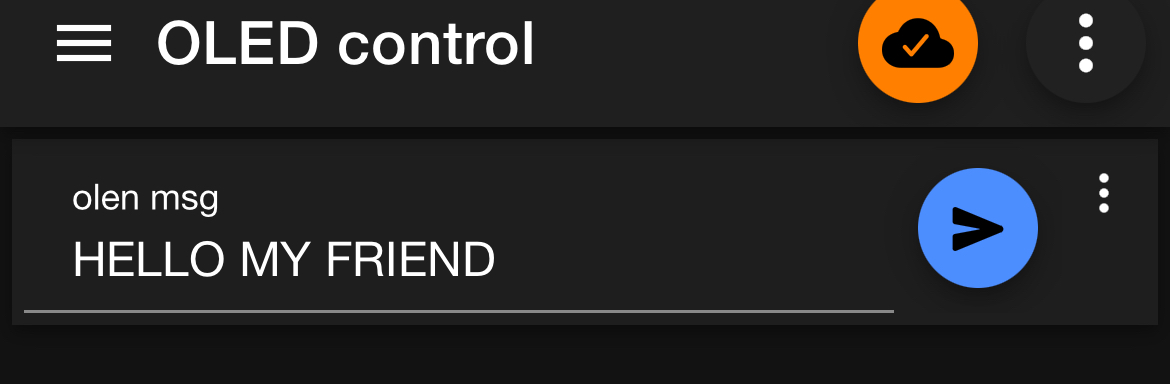 OLED control
olen msg
HELLO MY FRIEND